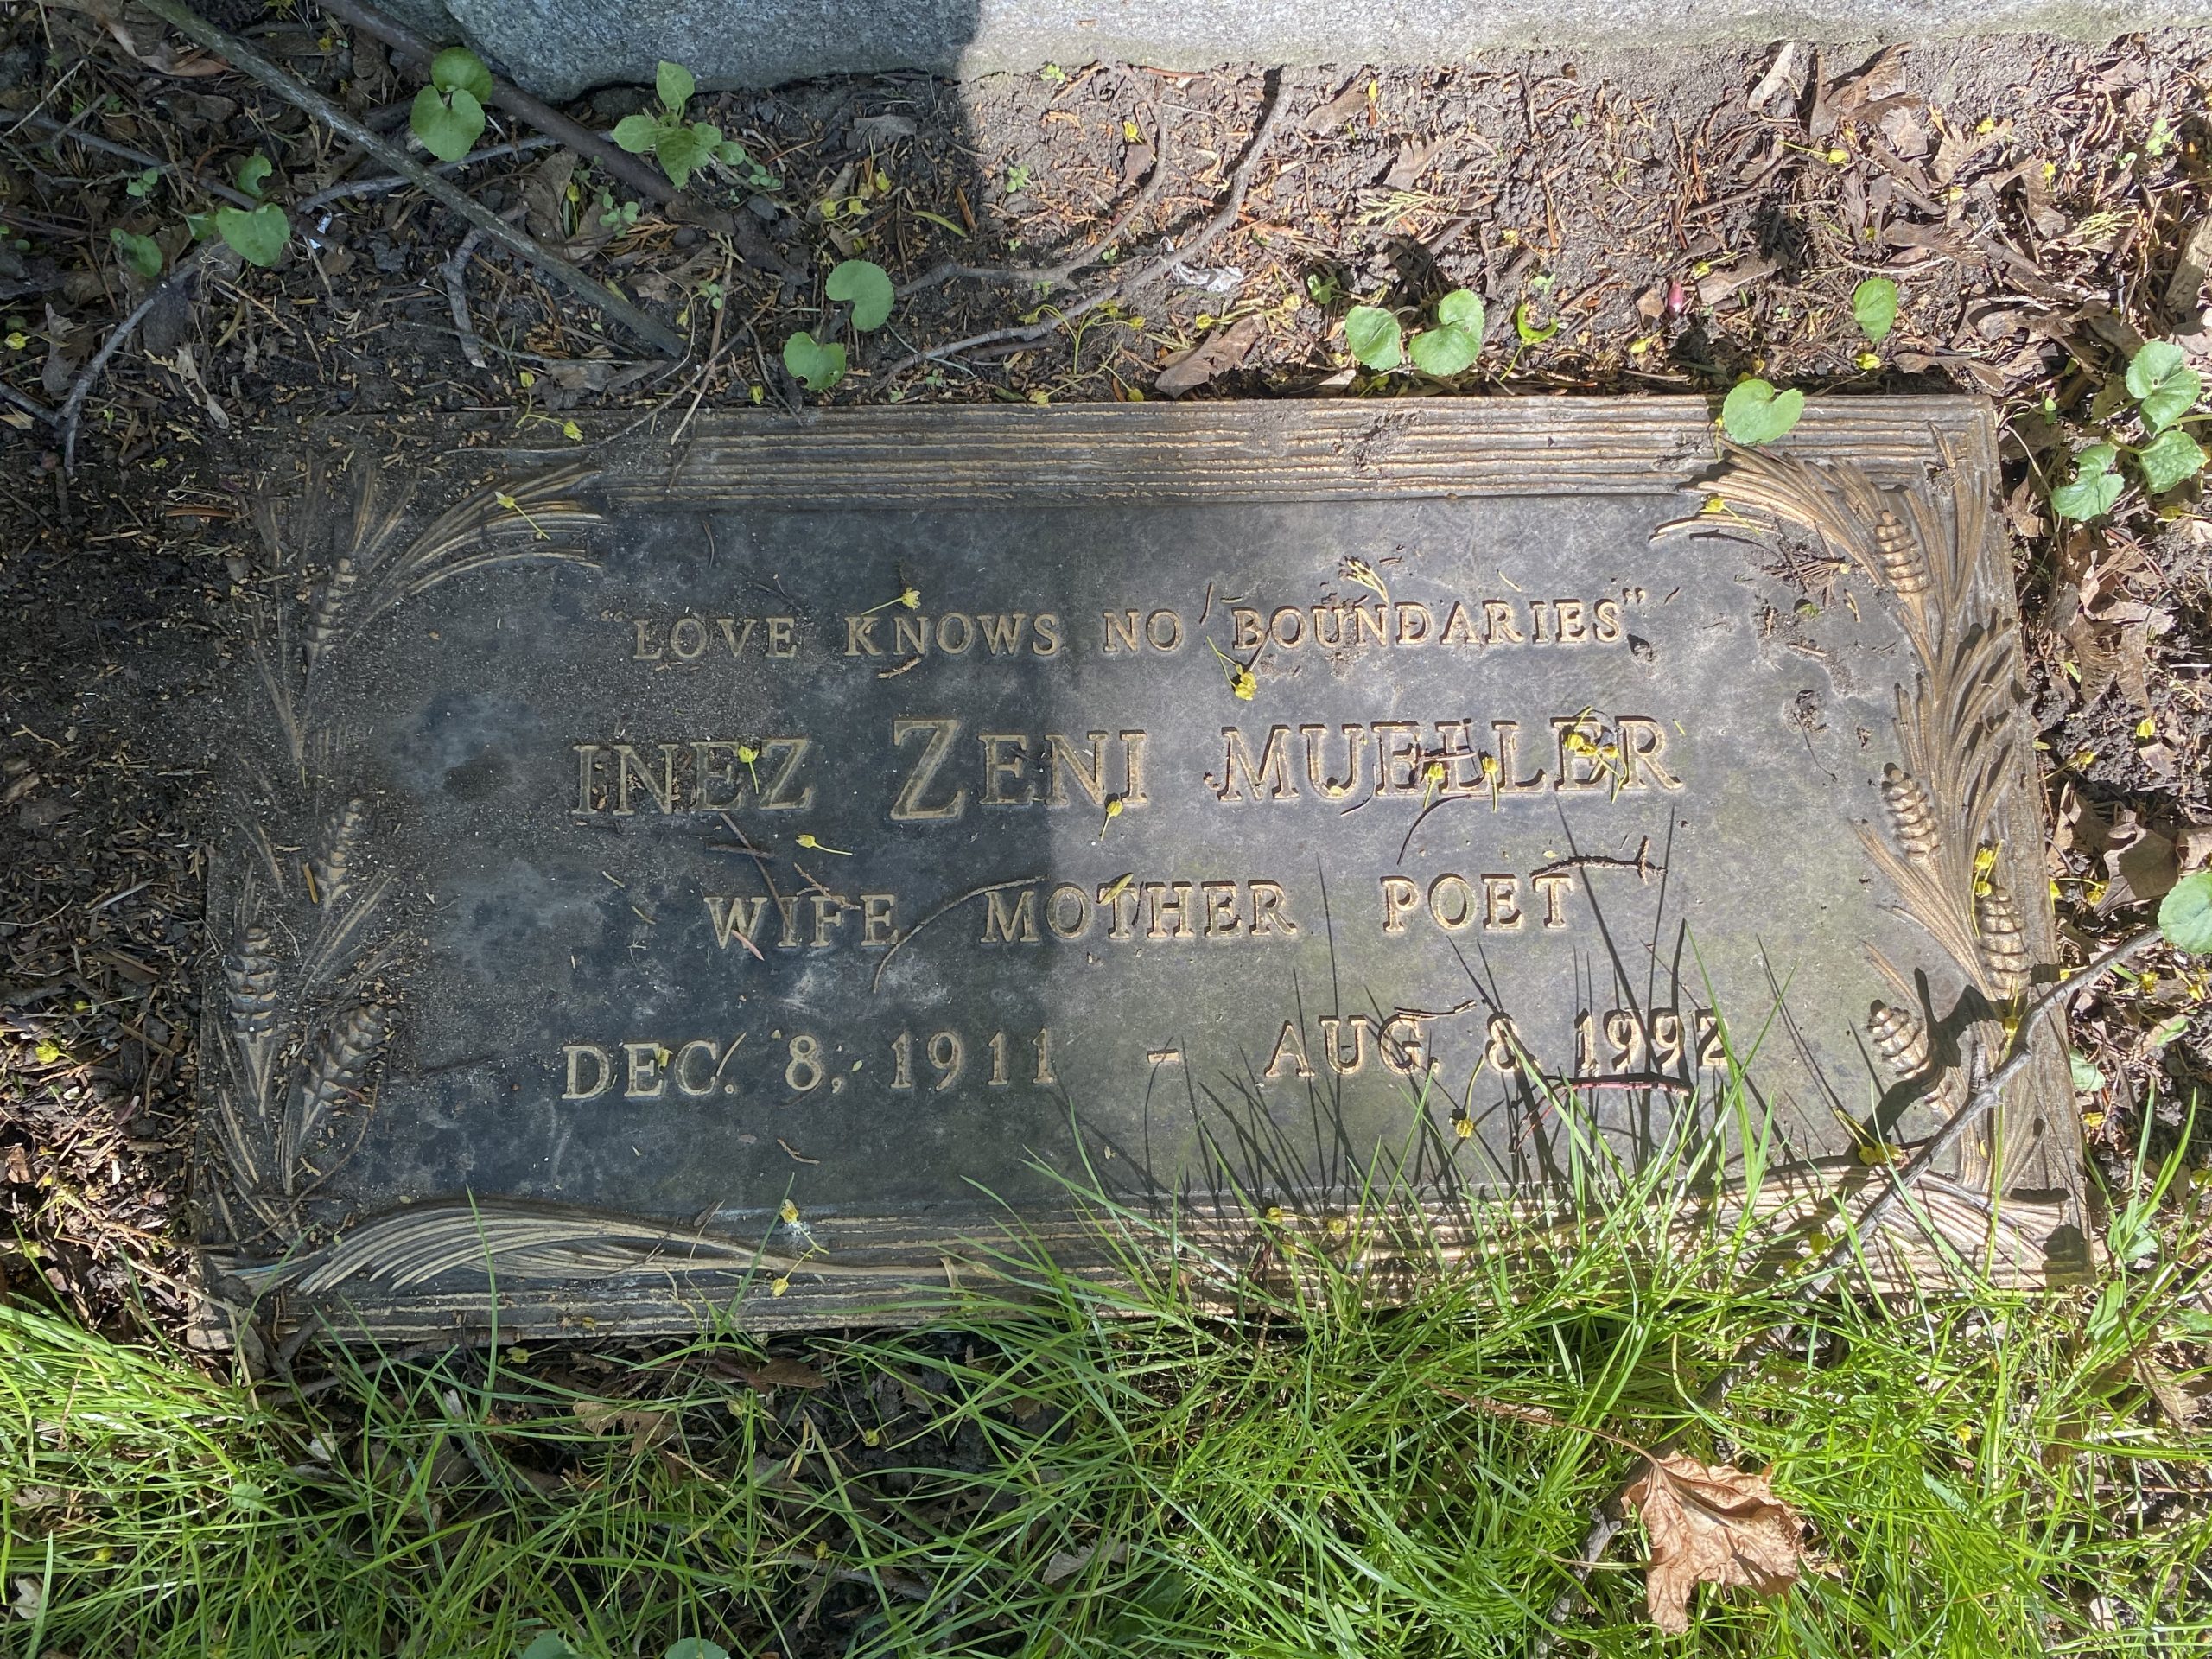 "LOVE KNOWS NO BOUNDARIES"
INEZ ZENI MUELLER
WIFE MOTHER POET
DEC. 8, 1911 - AUG. 8, 1992